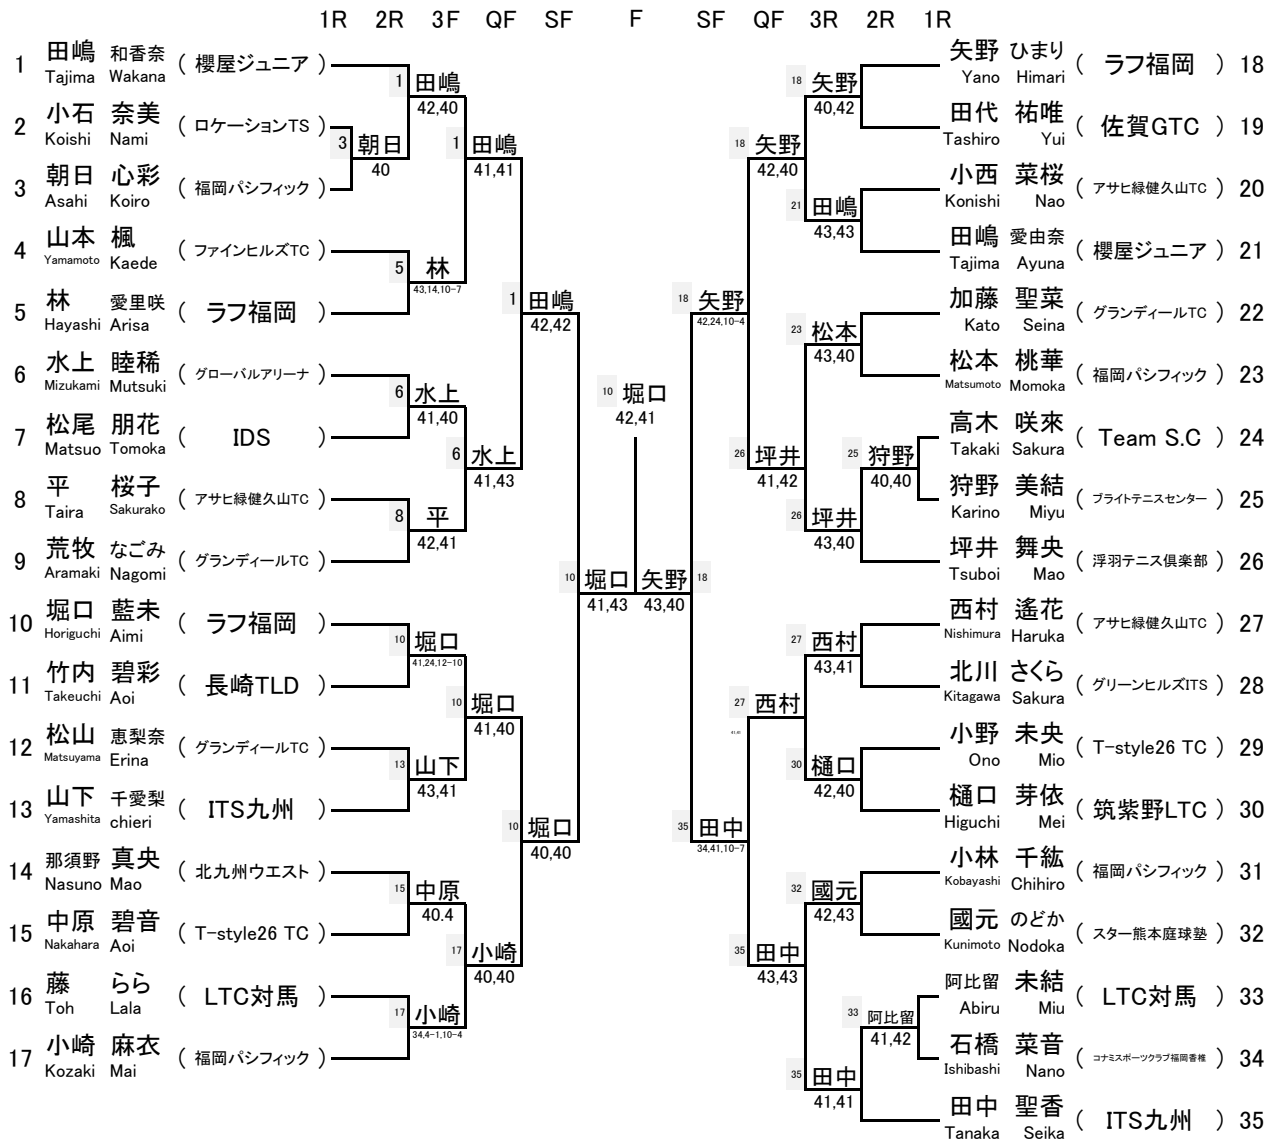 1R 2R 3F QF SF F SF QF 3R 2R 1R
1 田嶋 和香奈 ( 櫻屋ジュニア )
Tajima Wakana
2 小石 奈美 ( ロケーションTS )
Koishi Nami
3 朝日 心彩 ( 福岡パシフィック )
Asahi Koiro
4 山本 楓 ( ファインヒルズTC )
Yamamoto Kaede
5 林 愛里咲 ( ラフ福岡 )
Hayashi Arisa
6 水上 睦稀 ( グローバルアリーナ )
Mizukami Mutsuki
7 松尾 朋花 ( IDS )
Matsuo Tomoka
8 平 桜子 ( アサヒ緑健久山TC )
Taira Sakurako
9 荒牧 なごみ ( グランディールTC )
Aramaki Nagomi
10 堀口 藍未 ( ラフ福岡 )
Horiguchi Aimi
11 竹内 碧彩 ( 長崎TLD )
Takeuchi Aoi
12 松山 恵梨奈 ( グランディールTC )
Matsuyama Erina
13 山下 千愛梨 ( ITS九州 )
Yamashita chieri
14 那須野 真央 ( 北九州ウエスト )
Nasuno Mao
15 中原 碧音 ( T-style26 TC )
Nakahara Aoi
16 藤 らら ( LTC対馬 )
Toh Lala
17 小崎 麻衣 ( 福岡パシフィック )
Kozaki Mai
3 朝日
40
1 田嶋
42,40
5 林
43,14,10-7
6 水上
41,40
8 平
42,41
10 堀口
41,24,12-10
13 山下
43,41
15 中原
40.4
17 小崎
34,4-1,10-4
1 田嶋
41,41
6 水上
41,43
10 堀口
41,40
17 小崎
40,40
1 田嶋
42,42
10 堀口
40,40
10 堀口
41,43
10 堀口
42,41
矢野 18
43,40
18 矢野
42,24,10-4
35 田中
34,41,10-7
18 矢野
42,40
26 坪井
41,42
27 西村
35 田中
43,43
18 矢野
40,42
21 田嶋
43,43
23 松本
43,40
26 坪井
43,40
27 西村
43,41
30 樋口
42,40
32 國元
42,43
35 田中
41,41
25 狩野
40,40
33 阿比留
41,42
矢野 ひまり ( ラフ福岡 ) 18
Yano Himari
田代 祐唯 ( 佐賀GTC ) 19
Tashiro Yui
小西 菜桜 ( アサヒ緑健久山TC ) 20
Konishi Nao
田嶋 愛由奈 ( 櫻屋ジュニア ) 21
Tajima Ayuna
加藤 聖菜 ( グランディールTC ) 22
Kato Seina
松本 桃華 ( 福岡パシフィック ) 23
Matsumoto Momoka
高木 咲來 ( Team S.C ) 24
Takaki Sakura
狩野 美結 ( ブライトテニスセンター ) 25
Karino Miyu
坪井 舞央 ( 浮羽テニス倶楽部 ) 26
Tsuboi Mao
西村 遙花 ( アサヒ緑健久山TC ) 27
Nishimura Haruka
北川 さくら ( グリーンヒルズITS ) 28
Kitagawa Sakura
小野 未央 ( T-style26 TC ) 29
Ono Mio
樋口 芽依 ( 筑紫野LTC ) 30
Higuchi Mei
小林 千紘 ( 福岡パシフィック ) 31
Kobayashi Chihiro
國元 のどか ( スター熊本庭球塾 ) 32
Kunimoto Nodoka
阿比留 未結 ( LTC対馬 ) 33
Abiru Miu
石橋 菜音 ( コナミスポーツクラブ福岡香椎 ) 34
Ishibashi Nano
田中 聖香 ( ITS九州 ) 35
Tanaka Seika